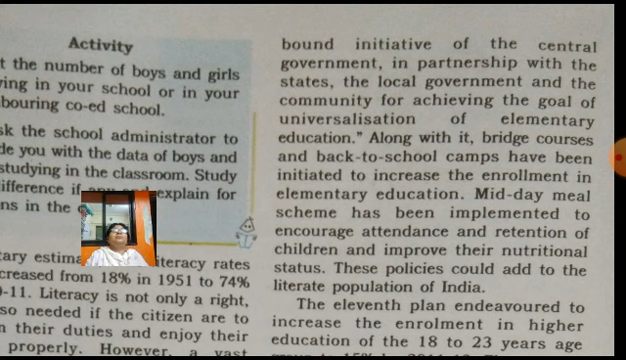 Activity
t the number of boys and girls
ying in your school or in your
bouring co-ed school.
sk the school administrator to
de you with the data of boys and
studying in the classroom. Study
ifference if any and explain for
ns in the
tary estima iteracy rates
creased from 18% in 1951 to 74%
-11. Literacy is not only a right,
so needed if the citizen are to
n their duties and enjoy their
properly. However, a vast
bound initiative of the central
government, in partnership with the
states, the local government and the
community for achieving the goal of
universalisation of elementary
education." Along with it, bridge courses
and back-to-school camps have been
initiated to increase the enrollment in
elementary education. Mid-day meal
scheme has been implemented to
encourage attendance and retention of
children and improve their nutritional
status. These policies could add to the
literate population of India.
The eleventh plan endeavoured to
increase the enrolment in higher
education of the 18 to 23 years age